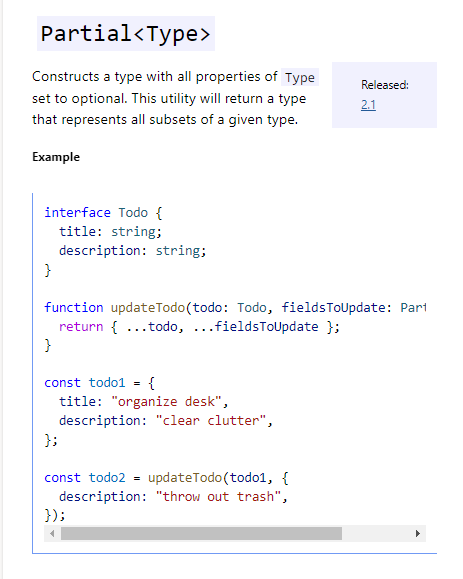 Partial<Type>
Constructs a type with all properties of Type
set to optional. This utility will return a type
that represents all subsets of a given type.
Released:
2.1
Example
interface Todo {
  title: string;
  description: string;
}
function updateTodo(todo: Todo, fieldsToUpdate: Part
  return { ...todo, ...fieldsToUpdate };
}
const todo1 = {
  title: "organize desk",
  description: "clear clutter",
};
const todo2 = updateTodo(todo1, {
  description: "throw out trash",
});